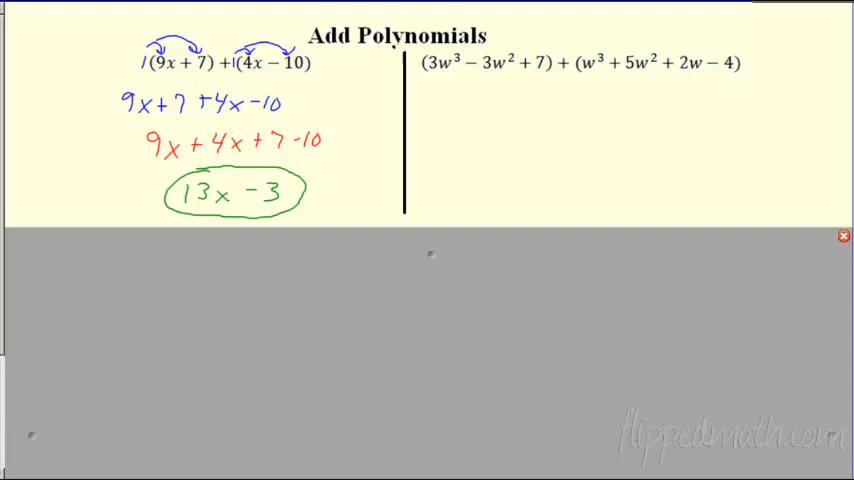 Add Polynomials
1(9x + 7) + 1(4x − 10)
9x + 7 + 4x − 10
9x + 4x + 7 − 10
13x − 3
(3w³ − 3w² + 7) + (w³ + 5w² + 2w − 4)
flippedmath.com